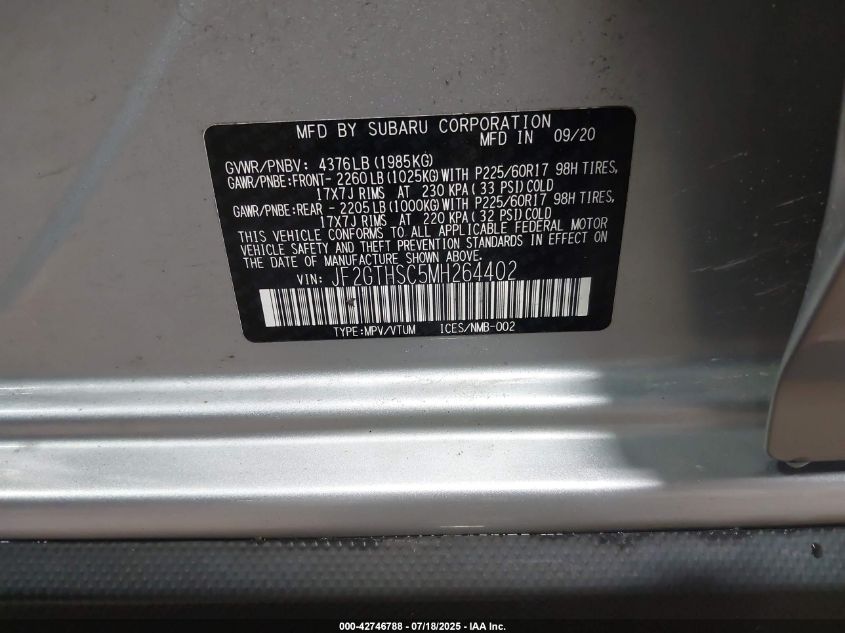 MFD BY SUBARU CORPORATION
MFD IN 09/20
GVWR/PNBV: 4376LB(1985KG)
GAWR/PNBE:FRONT- 2260LB(1025KG)WITH P225/60R17 98H TIRES,
17X7J RIMS AT 230 KPA( 33 PSI)COLD
GAWR/PNBE:REAR - 2205LB(1000KG)WITH P225/60R17 98H TIRES,
17X7J RIMS AT 220 KPA( 32 PSI)COLD
THIS VEHICLE CONFORMS TO ALL APPLICABLE FEDERAL MOTOR
VEHICLE SAFETY AND THEFT PREVENTION STANDARDS IN EFFECT ON
THE DATE OF MANUFACTURE SHOWN ABOVE.
VIN: JF2GTHSC5MH264402
TYPE:MPV/VTUM ICES/NMB-002
000-42746788 - 07/18/2025 - IAA Inc.